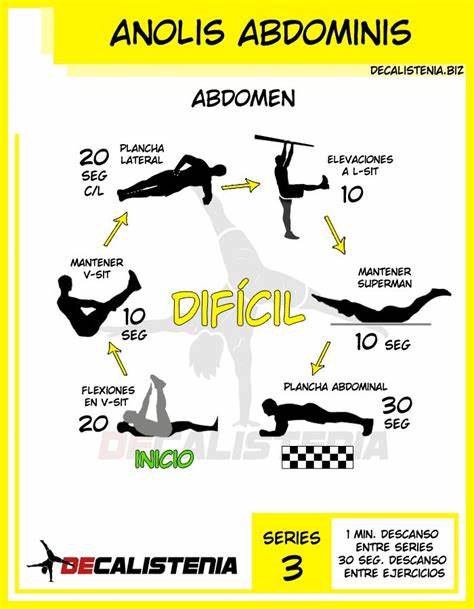 ANOLIS ABDOMINIS
DECALISTENIA.BIZ
ABDOMEN
20
SEG
C/L
PLANCHA
LATERAL
ELEVACIONES
A L-SIT
10
MANTENER
V-SIT
10
SEG
DIFÍCIL
MANTENER
SUPERMAN
10 SEG
FLEXIONES
EN V-SIT
20
INICIO
PLANCHA ABDOMINAL
30
SEG
DECALISTENIA
DECALISTENIA
SERIES
3
1 MIN. DESCANSO
ENTRE SERIES
30 SEG. DESCANSO
ENTRE EJERCICIOS